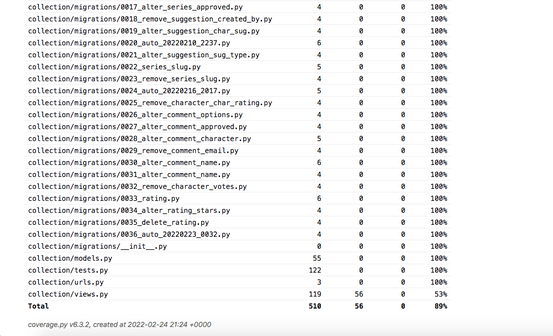 collection/migrations/0017_alter_series_approved.py 4 0 0 100%
collection/migrations/0018_remove_suggestion_created_by.py 4 0 0 100%
collection/migrations/0019_alter_suggestion_char_sug.py 4 0 0 100%
collection/migrations/0020_auto_20220210_2237.py 6 0 0 100%
collection/migrations/0021_alter_suggestion_sug_type.py 4 0 0 100%
collection/migrations/0022_series_slug.py 5 0 0 100%
collection/migrations/0023_remove_series_slug.py 4 0 0 100%
collection/migrations/0024_auto_20220216_2017.py 5 0 0 100%
collection/migrations/0025_remove_character_char_rating.py 4 0 0 100%
collection/migrations/0026_alter_comment_options.py 4 0 0 100%
collection/migrations/0027_alter_comment_approved.py 4 0 0 100%
collection/migrations/0028_alter_comment_character.py 5 0 0 100%
collection/migrations/0029_remove_comment_email.py 4 0 0 100%
collection/migrations/0030_alter_comment_name.py 6 0 0 100%
collection/migrations/0031_alter_comment_name.py 4 0 0 100%
collection/migrations/0032_remove_character_votes.py 4 0 0 100%
collection/migrations/0033_rating.py 6 0 0 100%
collection/migrations/0034_alter_rating_stars.py 4 0 0 100%
collection/migrations/0035_delete_rating.py 4 0 0 100%
collection/migrations/0036_auto_20220223_0032.py 4 0 0 100%
collection/migrations/__init__.py 0 0 0 100%
collection/models.py 55 0 0 100%
collection/tests.py 122 0 0 100%
collection/urls.py 3 0 0 100%
collection/views.py 119 56 0 53%
Total 510 56 0 89%
coverage.py v6.3.2, created at 2022-02-24 21:24 +0000